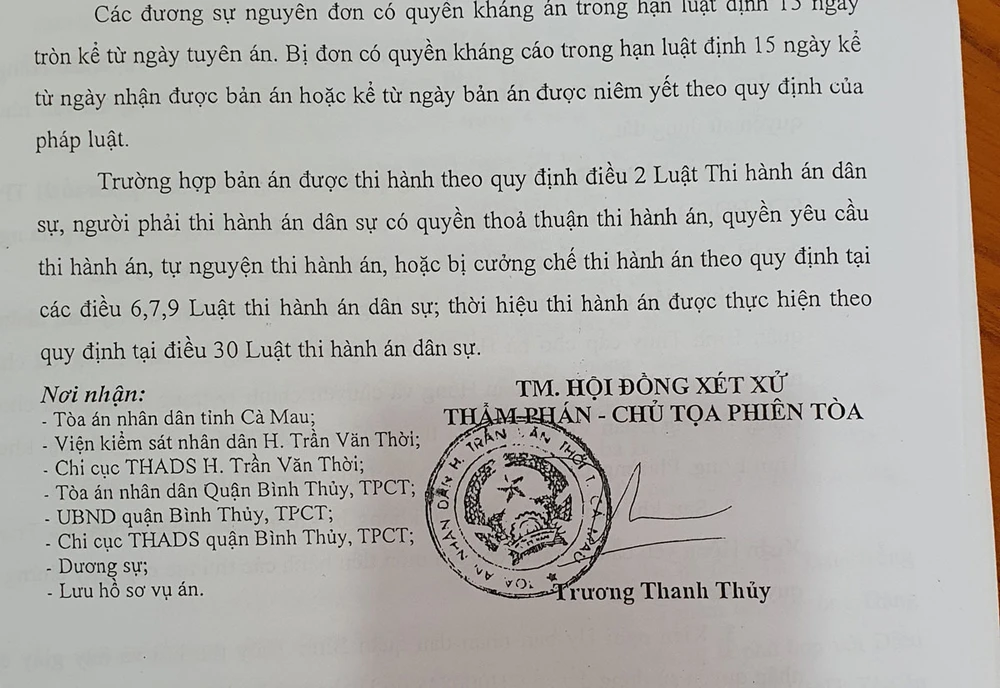 Các đương sự nguyên đơn có quyền kháng án trong hạn luật định 15 ngày
tròn kể từ ngày tuyên án. Bị đơn có quyền kháng cáo trong hạn luật định 15 ngày kể
từ ngày nhận được bản án hoặc kể từ ngày bản án được niêm yết theo quy định của
pháp luật.
Trường hợp bản án được thi hành theo quy định điều 2 Luật Thi hành án dân
sự, người phải thi hành án dân sự có quyền thoả thuận thi hành án, quyền yêu cầu
thi hành án, tự nguyện thi hành án, hoặc bị cưỡng chế thi hành án theo quy định tại
các điều 6,7,9 Luật thi hành án dân sự; thời hiệu thi hành án được thực hiện theo
quy định tại điều 30 Luật thi hành án dân sự.
Nơi nhận:
- Tòa án nhân dân tỉnh Cà Mau;
- Viện kiểm sát nhân dân H. Trần Văn Thời;
- Chi cục THADS H. Trần Văn Thời;
- Tòa án nhân dân Quận Bình Thủy, TPCT;
- UBND quận Bình Thủy, TPCT;
- Chi cục THADS quận Bình Thủy, TPCT;
- Dương sự;
- Lưu hồ sơ vụ án.
TM. HỘI ĐỒNG XÉT XỬ
THẨM PHÁN - CHỦ TỌA PHIÊN TÒA
TÒA ÁN NHÂN DÂN H. TRẦN VĂN THỜI T. CÀ MAU
Trương Thanh Thủy